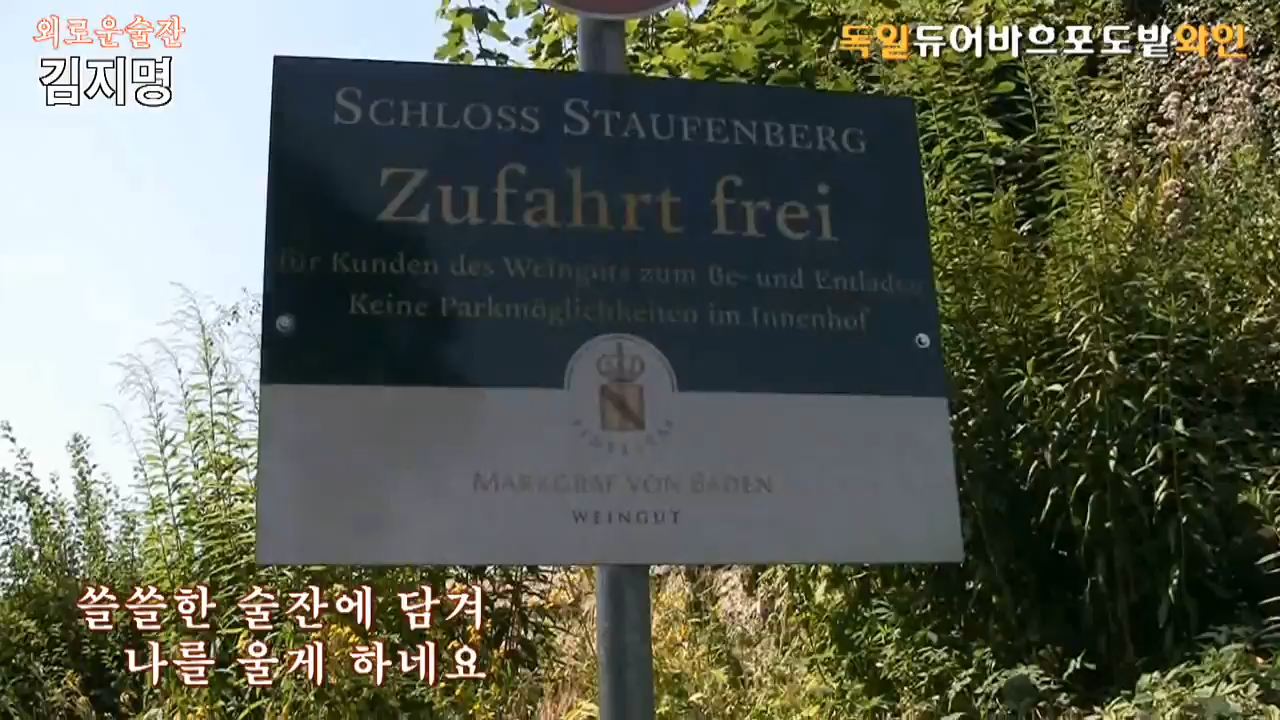 외로운술잔
김지명
독일듀어바흐포도밭와인
SCHLOSS STAUFENBERG
Zufahrt frei
für Kunden des Weinguts zum Be- und Entladen
Keine Parkmöglichkeiten im Innenhof
FIDELITAS
MARKGRAF VON BADEN
WEINGUT
쓸쓸한 술잔에 담겨
나를 울게 하네요